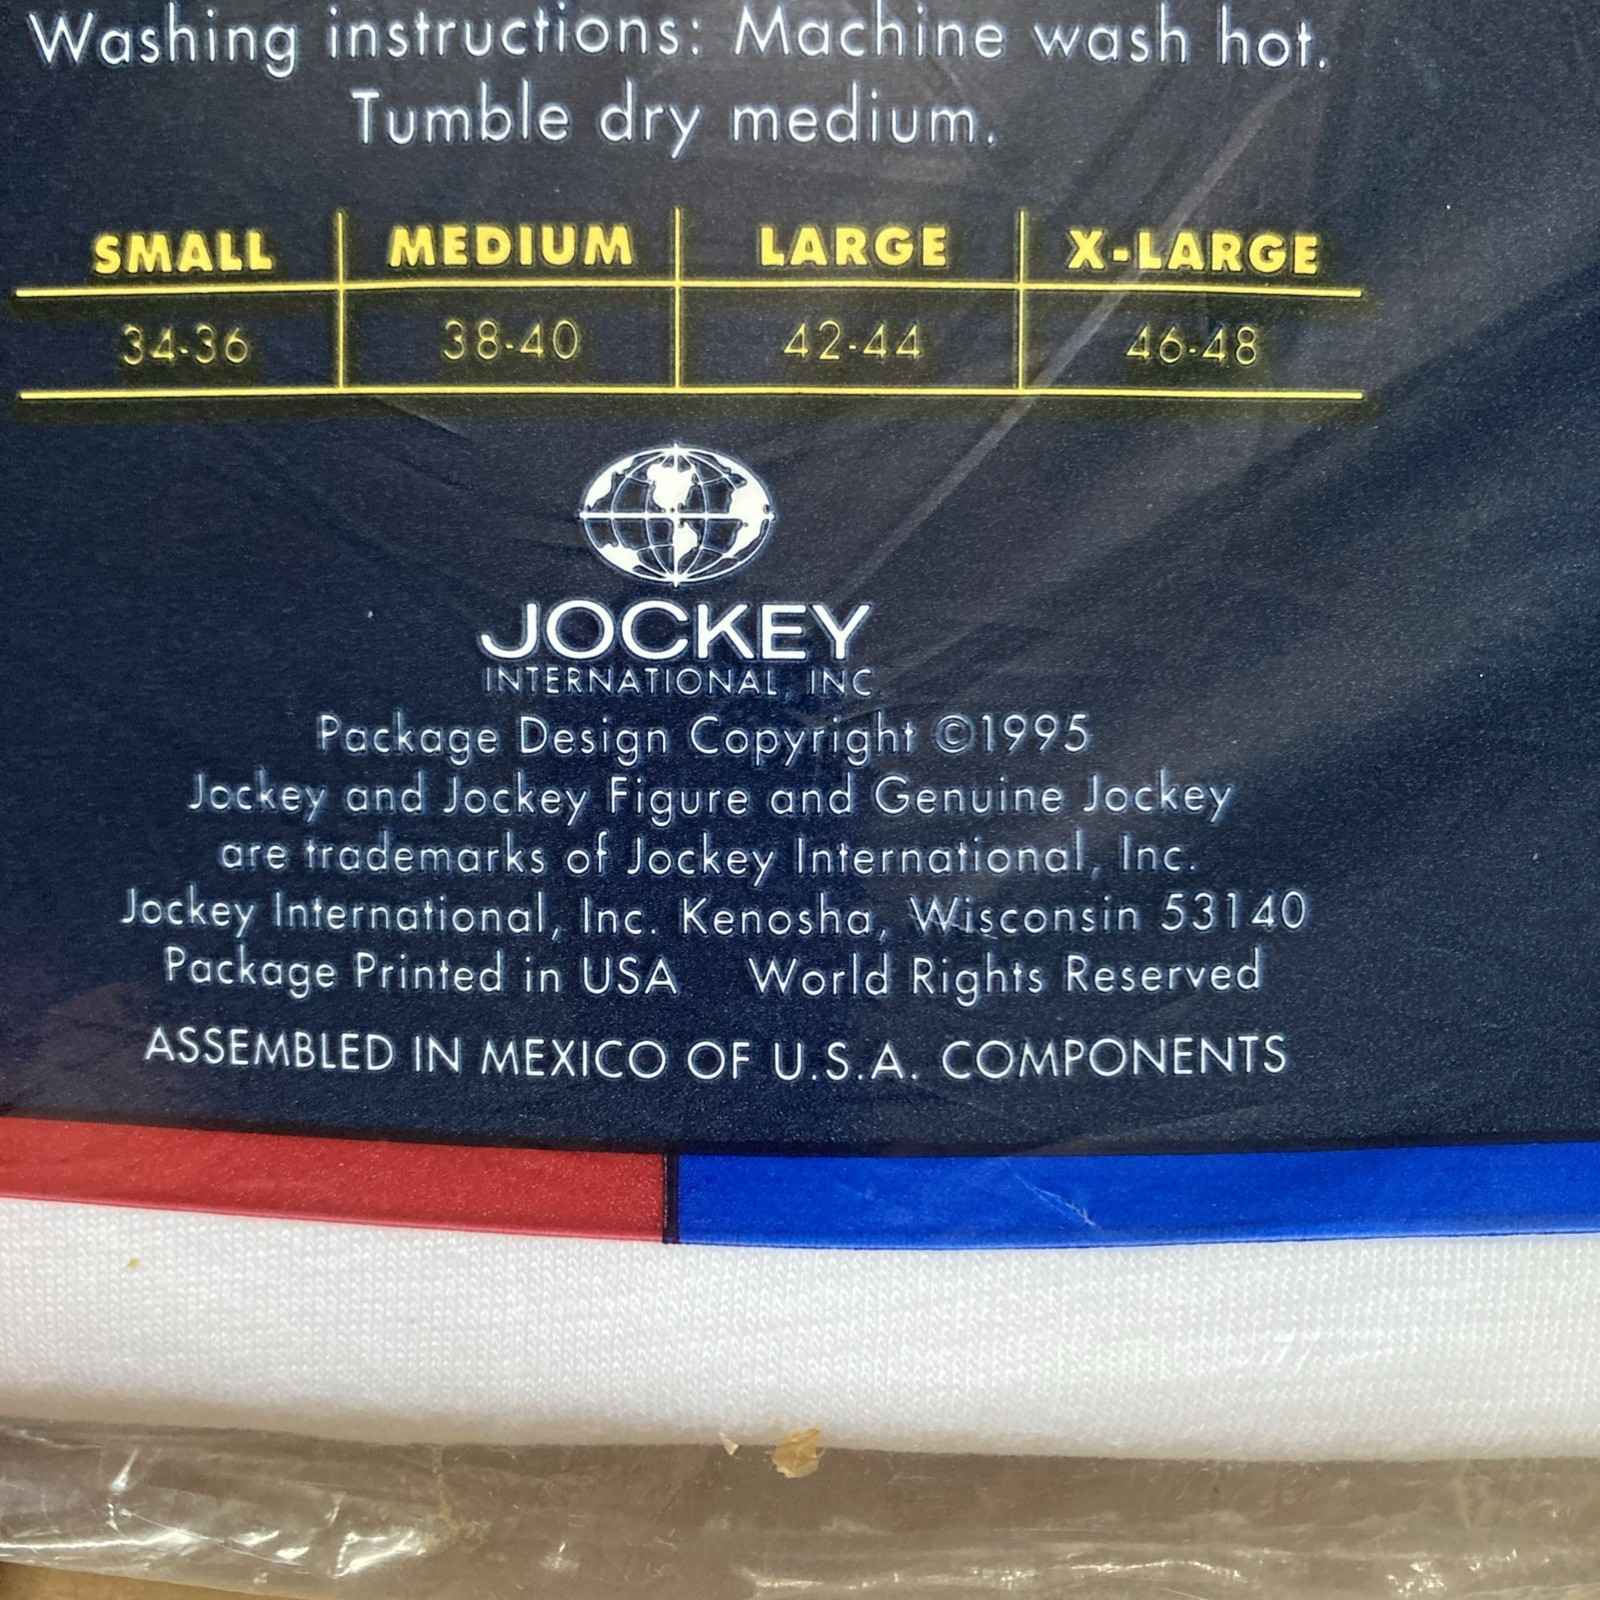 Washing instructions: Machine wash hot.
Tumble dry medium.
SMALL MEDIUM LARGE X-LARGE
34-36 38-40 42-44 46-48
JOCKEY
INTERNATIONAL, INC.
Package Design Copyright ©1995
Jockey and Jockey Figure and Genuine Jockey
are trademarks of Jockey International, Inc.
Jockey International, Inc. Kenosha, Wisconsin 53140
Package Printed in USA World Rights Reserved
ASSEMBLED IN MEXICO OF U.S.A. COMPONENTS